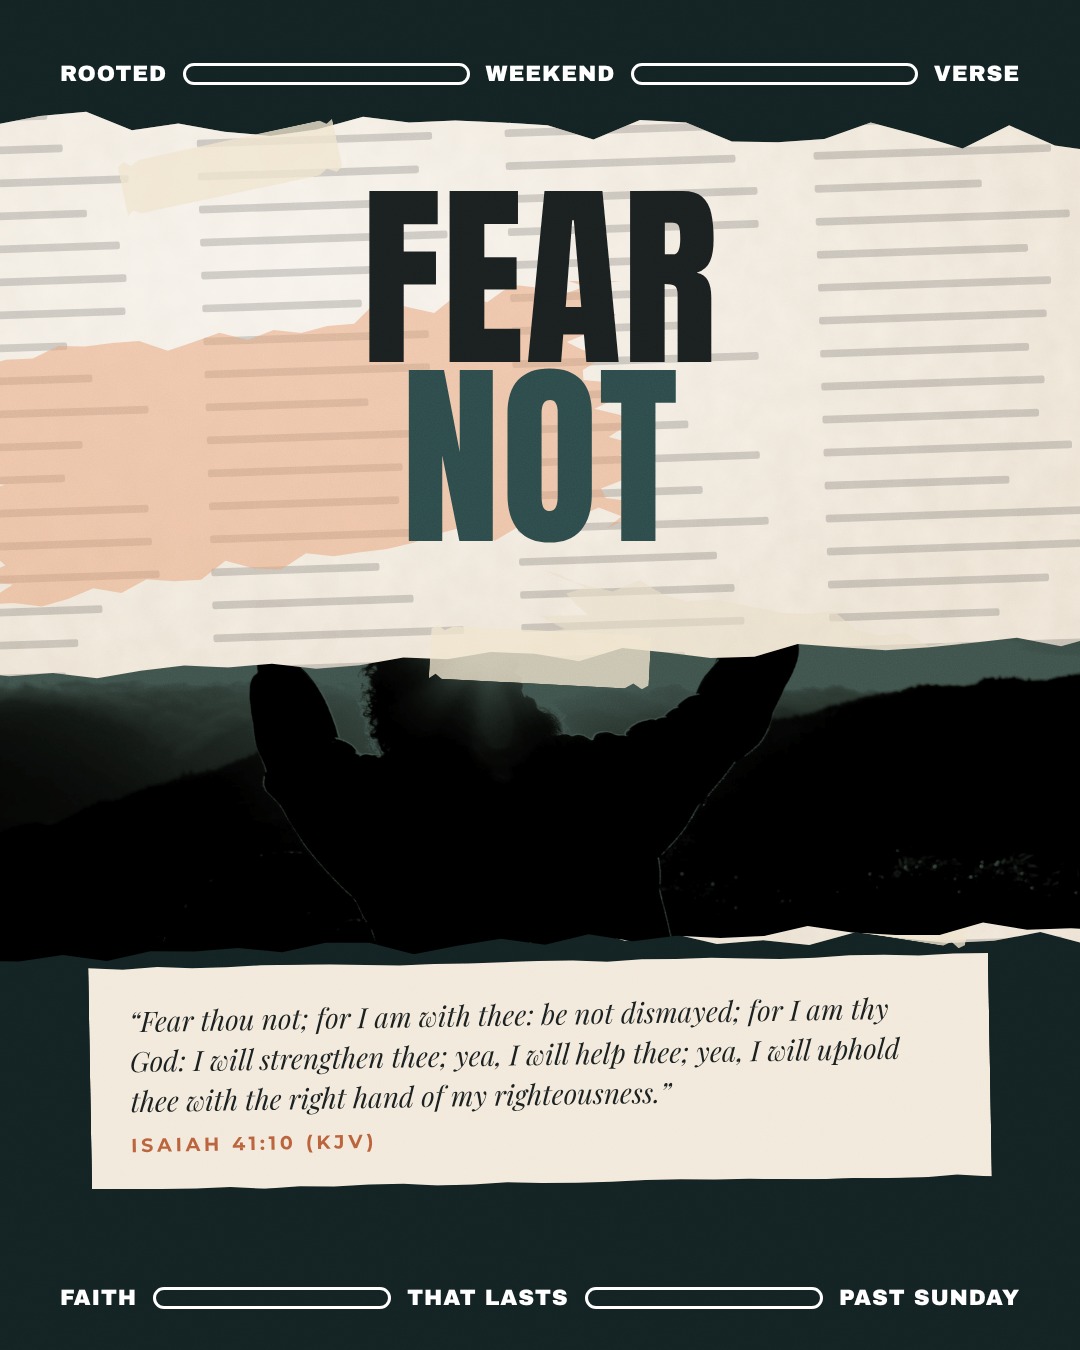 ROOTED WEEKEND VERSE
FEAR
NOT
“Fear thou not; for I am with thee: be not dismayed; for I am thy
God: I will strengthen thee; yea, I will help thee; yea, I will uphold
thee with the right hand of my righteousness.”
ISAIAH 41:10 (KJV)
FAITH THAT LASTS PAST SUNDAY